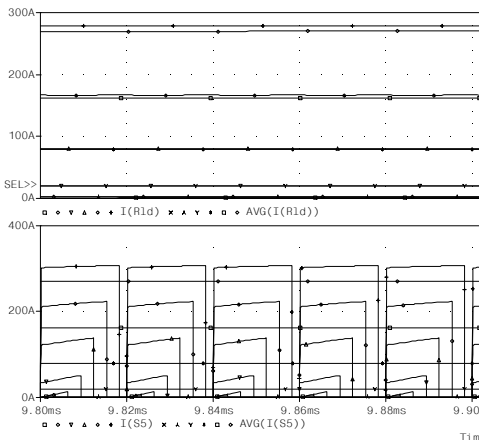 300A
200A
100A
SEL>>
0A
I(Rld) AVG(I(Rld))
400A
200A
0A
9.80ms 9.82ms 9.84ms 9.86ms 9.88ms 9.90
I(S5) AVG(I(S5))
Tim